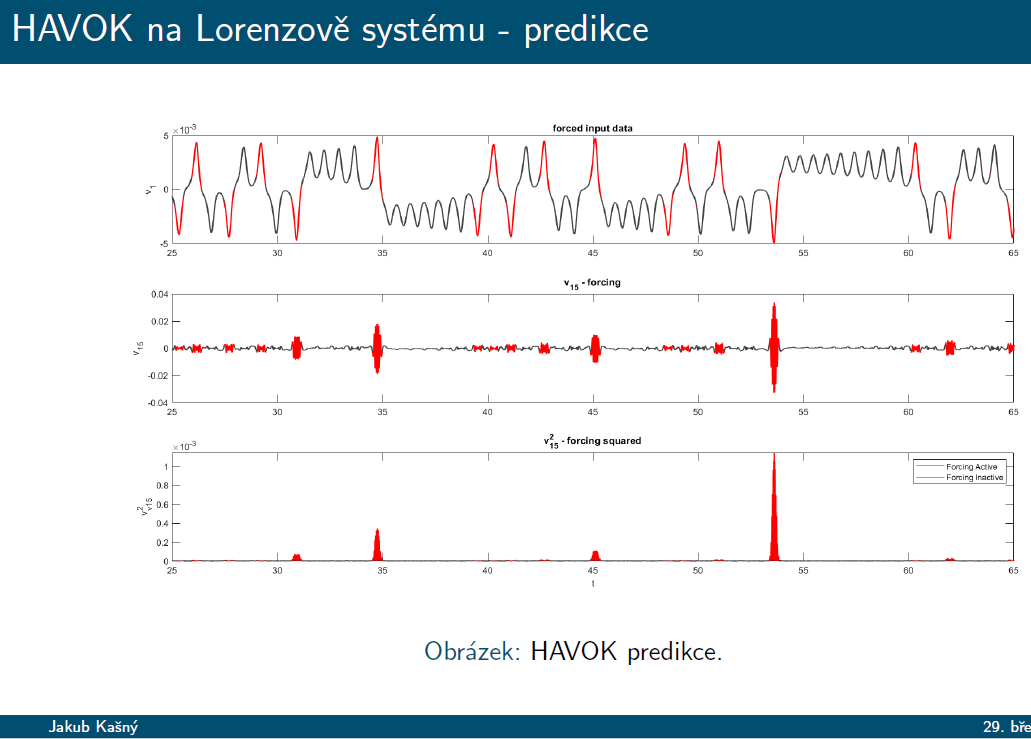 HAVOK na Lorenzově systému - predikce
forced input data
×10⁻³
5
0
-5
v₁
25 30 35 40 45 50 55 60 65
v₁₅ - forcing
0.04
0.02
0
-0.02
-0.04
v₁₅
25 30 35 40 45 50 55 60 65
v²₁₅ - forcing squared
×10⁻³
1
0.8
0.6
0.4
0.2
0
v²ᵥ₁₅
Forcing Active
Forcing Inactive
25 30 35 40 45 50 55 60 65
t
Obrázek: HAVOK predikce.
Jakub Kašný 29. bře